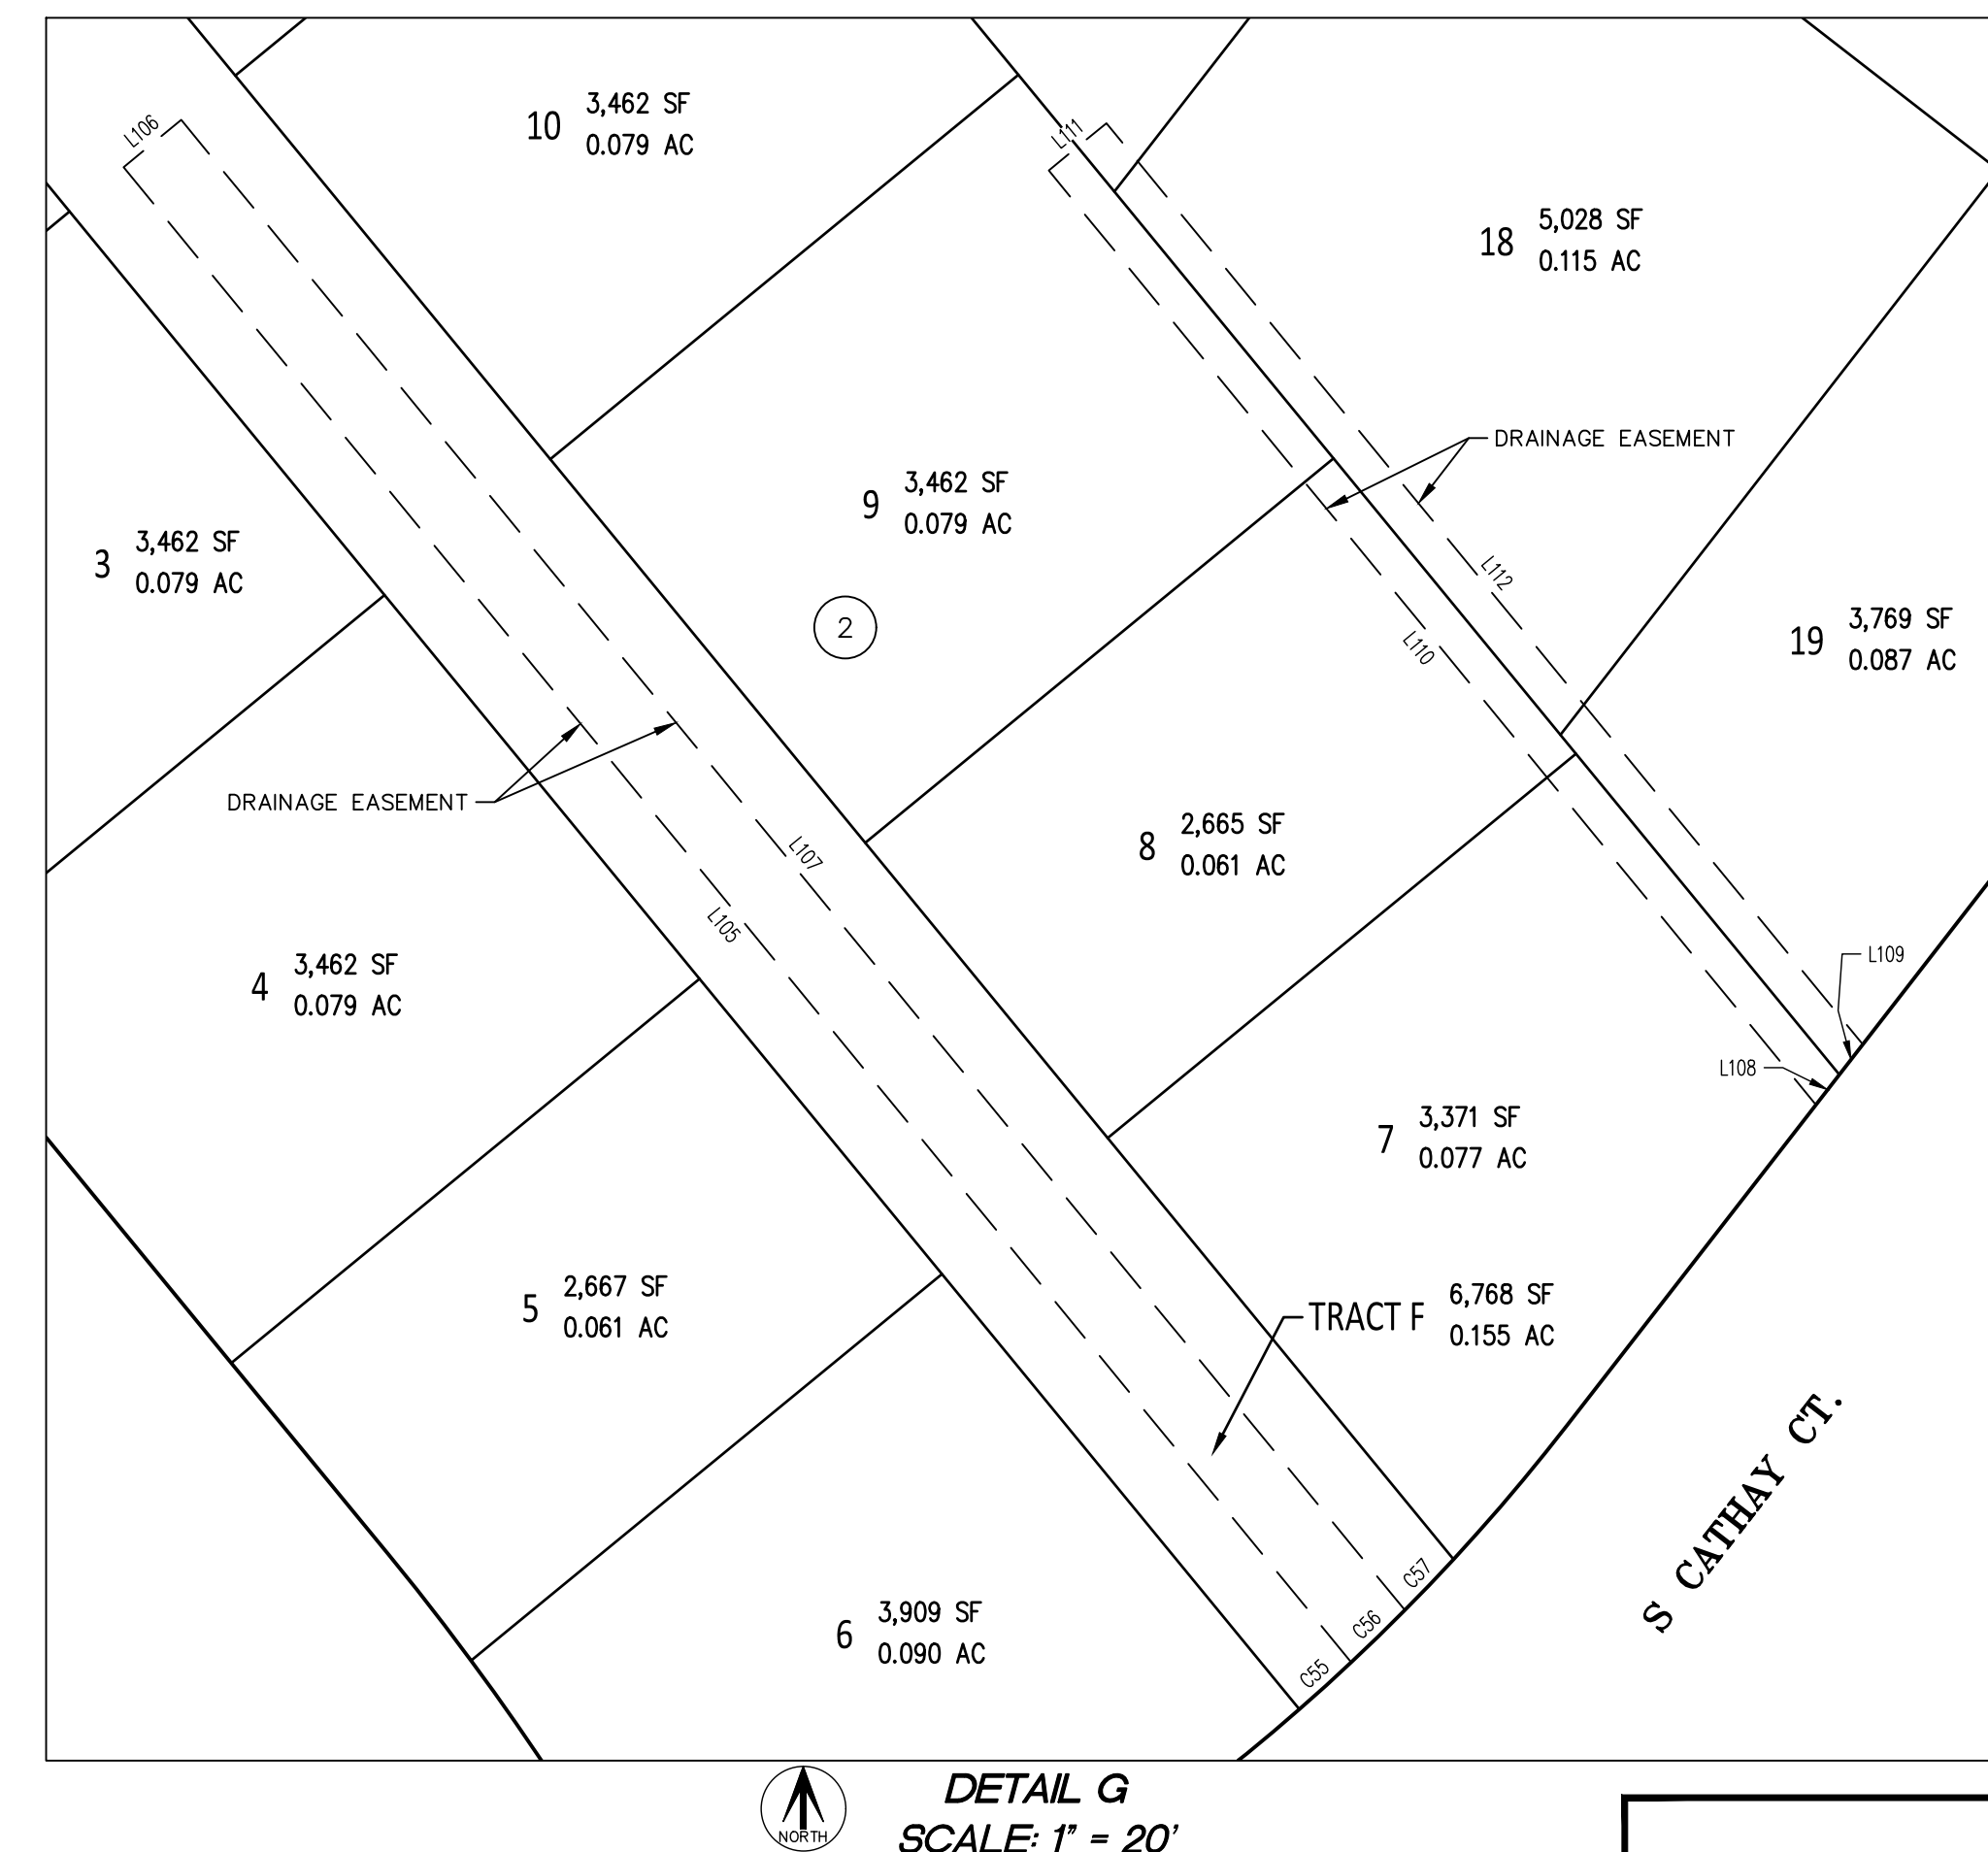 L106
10
3,462 SF
0.079 AC
L111
18
5,028 SF
0.115 AC
DRAINAGE EASEMENT
9
3,462 SF
0.079 AC
3
3,462 SF
0.079 AC
L112
2
L110
19
3,769 SF
0.087 AC
DRAINAGE EASEMENT
L107
8
2,665 SF
0.061 AC
L105
4
3,462 SF
0.079 AC
L109
L108
7
3,371 SF
0.077 AC
5
2,667 SF
0.061 AC
TRACT F
6,768 SF
0.155 AC
S CATHAY CT.
C57
C56
C55
6
3,909 SF
0.090 AC
NORTH
DETAIL G
SCALE: 1" = 20'